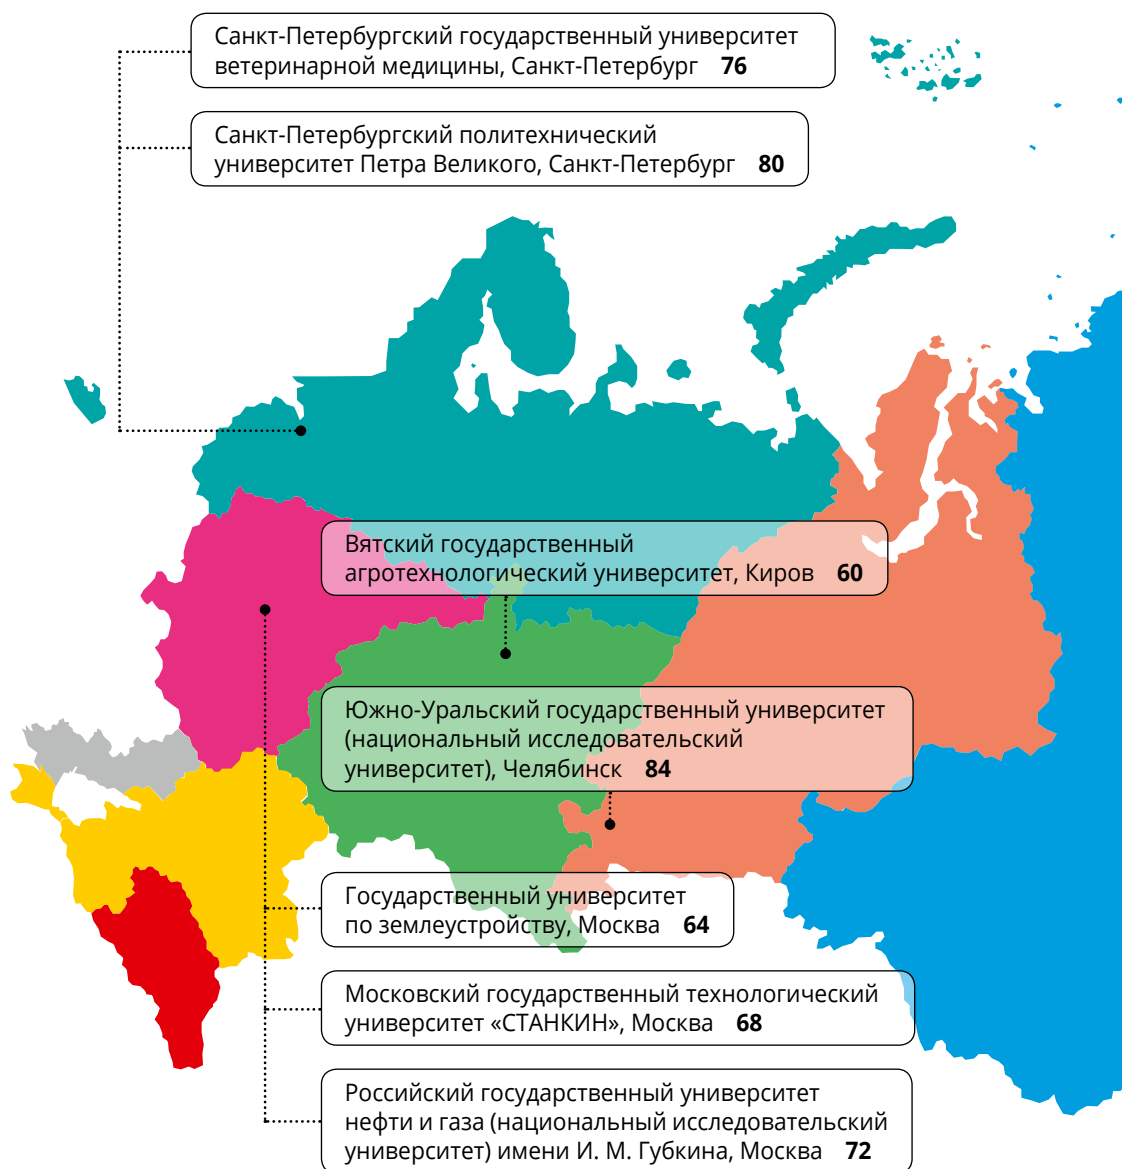 Санкт-Петербургский государственный университет
ветеринарной медицины, Санкт-Петербург 76
Санкт-Петербургский политехнический
университет Петра Великого, Санкт-Петербург 80
Вятский государственный
агротехнологический университет, Киров 60
Южно-Уральский государственный университет
(национальный исследовательский
университет), Челябинск 84
Государственный университет
по землеустройству, Москва 64
Московский государственный технологический
университет «СТАНКИН», Москва 68
Российский государственный университет
нефти и газа (национальный исследовательский
университет) имени И. М. Губкина, Москва 72